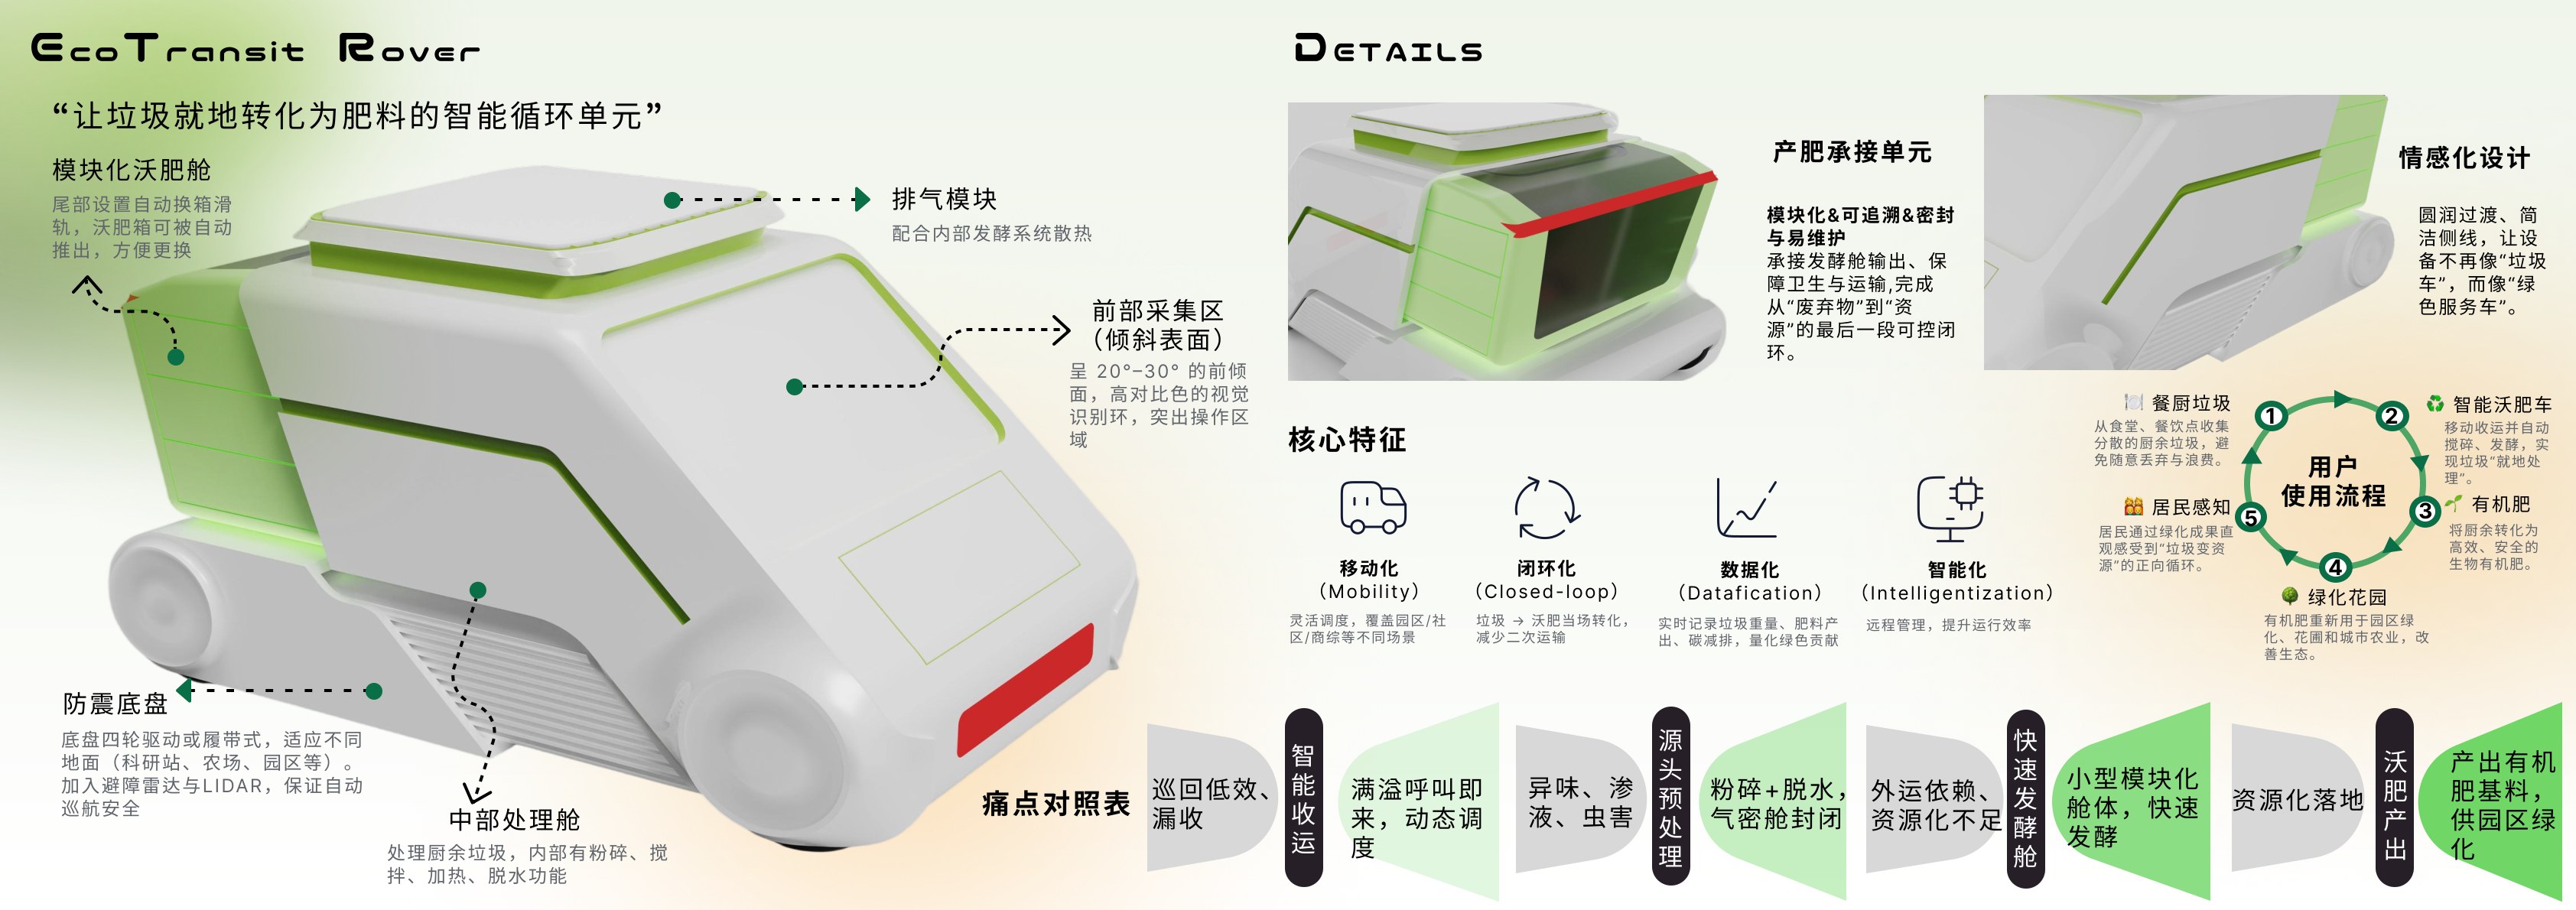 EcoTransit Rover
“让垃圾就地转化为肥料的智能循环单元”
模块化沃肥舱
尾部设置自动换箱滑
轨，沃肥箱可被自动
推出，方便更换
排气模块
配合内部发酵系统散热
前部采集区
（倾斜表面）
呈 20°–30° 的前倾
面，高对比色的视觉
识别环，突出操作区
域
防震底盘
底盘四轮驱动或履带式，适应不同
地面（科研站、农场、园区等）。
加入避障雷达与LIDAR，保证自动
巡航安全
中部处理舱
处理厨余垃圾，内部有粉碎、搅
拌、加热、脱水功能
DETAILS
产肥承接单元
模块化&可追溯&密封
与易维护
承接发酵舱输出、保
障卫生与运输,完成
从“废弃物”到“资
源”的最后一段可控闭
环。
情感化设计
圆润过渡、简
洁侧线，让设
备不再像“垃圾
车”，而像“绿
色服务车”。
核心特征
移动化
（Mobility）
灵活调度，覆盖园区/社
区/商综等不同场景
闭环化
（Closed-loop）
垃圾 → 沃肥当场转化，
减少二次运输
数据化
（Datafication）
实时记录垃圾重量、肥料产
出、碳减排，量化绿色贡献
智能化
（Intelligentization）
远程管理，提升运行效率
用户
使用流程
1
餐厨垃圾
从食堂、餐饮点收集
分散的厨余垃圾，避
免随意丢弃与浪费。
2
智能沃肥车
移动收运并自动
搅碎、发酵，实
现垃圾“就地处
理”。
3
有机肥
将厨余转化为
高效、安全的
生物有机肥。
4
绿化花园
有机肥重新用于园区绿
化、花圃和城市农业，改
善生态。
5
居民感知
居民通过绿化成果直
观感受到“垃圾变资
源”的正向循环。
痛点对照表
巡回低效、
漏收
智能收运
满溢呼叫即
来，动态调
度
异味、渗
液、虫害
源头预处理
粉碎+脱水，
气密舱封闭
外运依赖、
资源化不足
快速发酵舱
小型模块化
舱体，快速
发酵
资源化落地
沃肥产出
产出有机
肥基料，
供园区绿
化